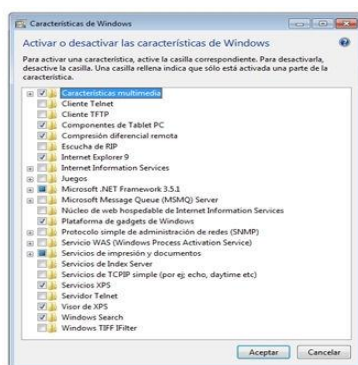 Características de Windows
Activar o desactivar las características de Windows
Para activar una característica, active la casilla correspondiente. Para desactivarla,
desactive la casilla. Una casilla rellena indica que sólo está activada una parte de la
característica.
Características multimedia
Cliente Telnet
Cliente TFTP
Componentes de Tablet PC
Compresión diferencial remota
Escucha de RIP
Internet Explorer 9
Internet Information Services
Juegos
Microsoft .NET Framework 3.5.1
Microsoft Message Queue (MSMQ) Server
Núcleo de web hospedable de Internet Information Services
Plataforma de gadgets de Windows
Protocolo simple de administración de redes (SNMP)
Servicio WAS (Windows Process Activation Service)
Servicios de impresión y documentos
Servicios de Index Server
Servicios de TCPIP simple (por ej; echo, daytime etc)
Servicios XPS
Servidor Telnet
Visor de XPS
Windows Search
Windows TIFF IFilter
Aceptar Cancelar